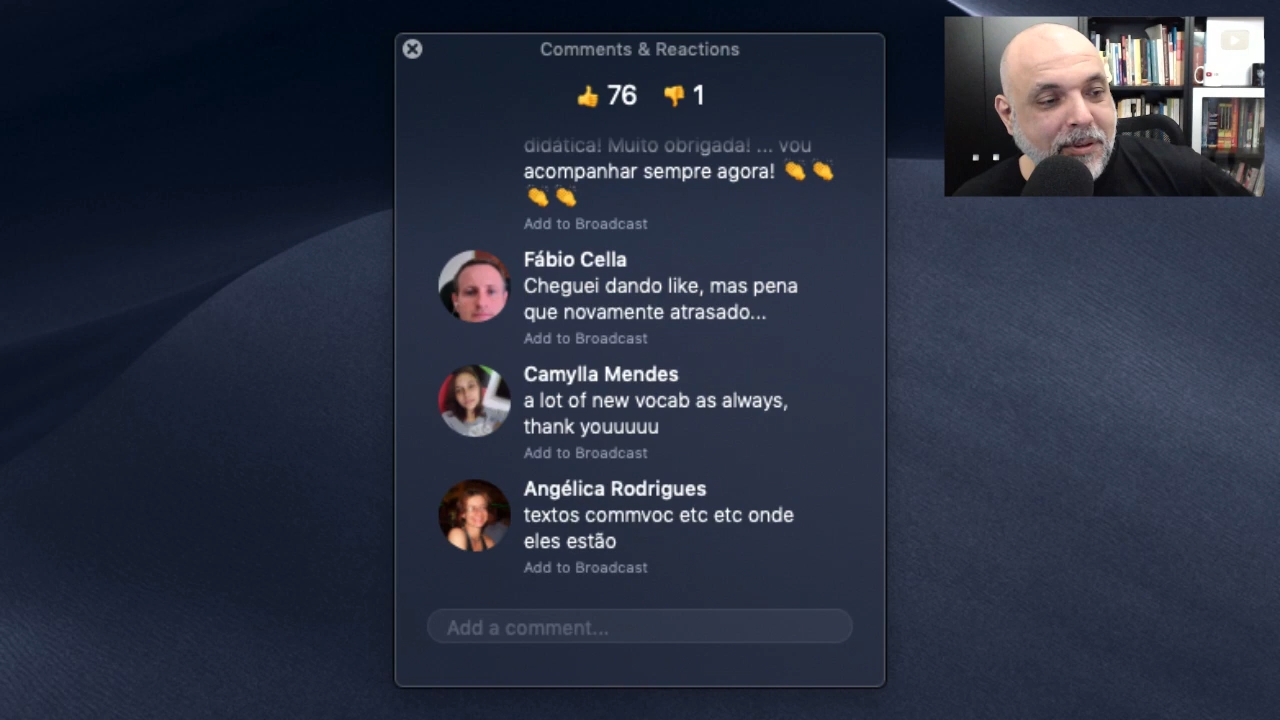 Comments & Reactions
👍 76 👎 1
didática! Muito obrigada! ... vou
acompanhar sempre agora! 👏👏
👏👏
Add to Broadcast
Fábio Cella
Cheguei dando like, mas pena
que novamente atrasado...
Add to Broadcast
Camylla Mendes
a lot of new vocab as always,
thank youuuuu
Add to Broadcast
Angélica Rodrigues
textos commvoc etc etc onde
eles estão
Add to Broadcast
Add a comment...